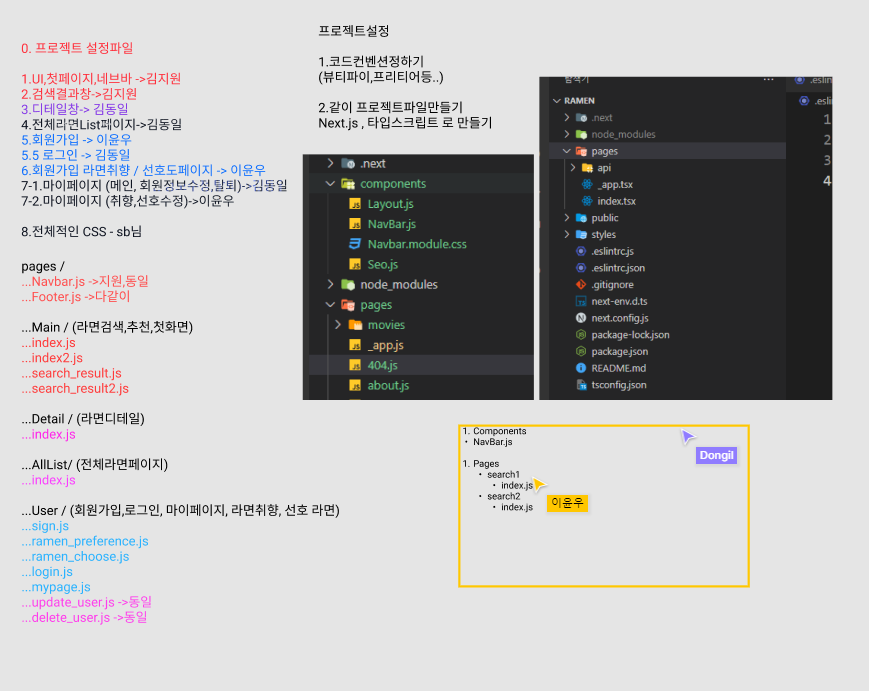 0. 프로젝트 설정파일
1.UI,첫페이지,네브바 ->김지원
2.검색결과창->김지원
3.디테일창-> 김동일
4.전체라면List페이지->김동일
5.회원가입 -> 이윤우
5.5 로그인 -> 김동일
6.회원가입 라면취향 / 선호도페이지 -> 이윤우
7-1.마이페이지 (메인, 회원정보수정,탈퇴)->김동일
7-2.마이페이지 (취향,선호수정)->이윤우
8.전체적인 CSS - sb님
pages /
...Navbar.js ->지원,동일
...Footer.js ->다같이
...Main / (라면검색,추천,첫화면)
...index.js
...index2.js
...search_result.js
...search_result2.js
...Detail / (라면디테일)
...index.js
...AllList/ (전체라면페이지)
...index.js
...User / (회원가입,로그인, 마이페이지, 라면취향, 선호 라면)
...sign.js
...ramen_preference.js
...ramen_choose.js
...login.js
...mypage.js
...update_user.js ->동일
...delete_user.js ->동일
프로젝트설정
1.코드컨벤션정하기
(뷰티파이,프리티어등..)
2.같이 프로젝트파일만들기
Next.js , 타입스크립트 로 만들기
.next
components
Layout.js
NavBar.js
Navbar.module.css
Seo.js
node_modules
pages
movies
_app.js
404.js
about.js
탐색기 ... .eslin
RAMEN .esli
.next
node_modules
pages
api
_app.tsx
index.tsx
public
styles
.eslintrc.js
.eslintrc.json
.gitignore
next-env.d.ts
next.config.js
package-lock.json
package.json
README.md
tsconfig.json
1
2
3
4
1. Components
• NavBar.js
1. Pages
• search1
• index.js
• search2
• index.js
Dongil
이윤우